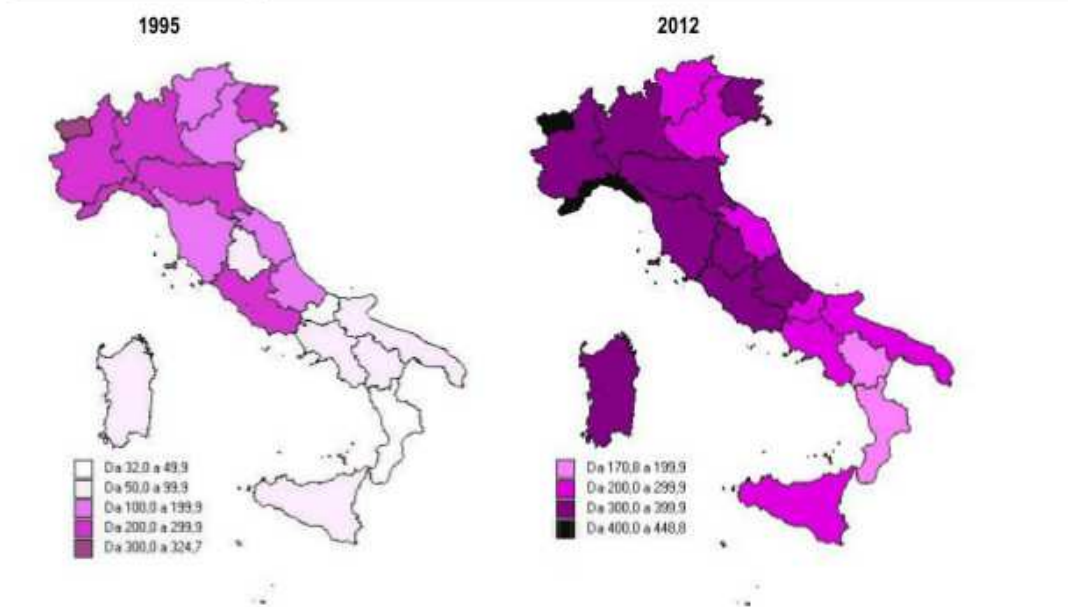 1995
2012
Da 32,0 a 49,9
Da 50,0 a 99,9
Da 100,0 a 199,9
Da 200,0 a 299,9
Da 300,0 a 324,7
Da 170,8 a 199,9
Da 200,0 a 299,9
Da 300,0 a 399,9
Da 400,0 a 448,8